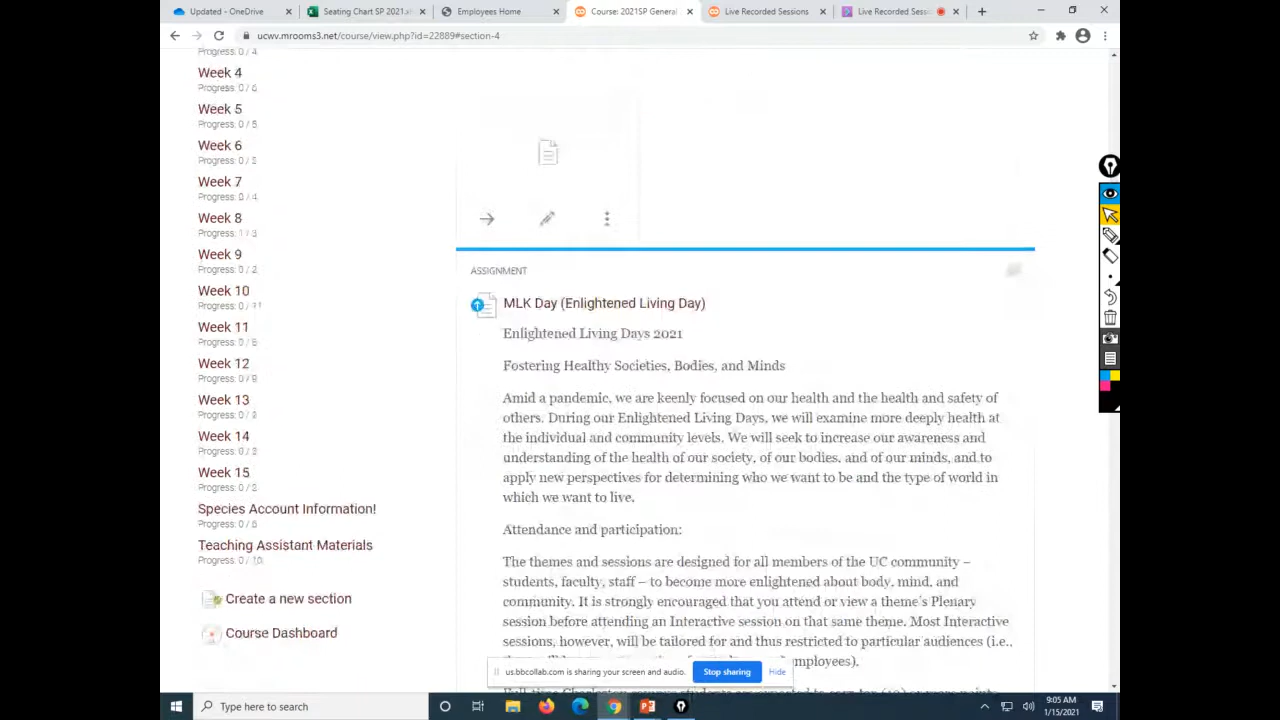 Updated - OneDrive
Seating Chart SP 2021.xl
Employees Home
Course: 2021SP General
Live Recorded Sessions
Live Recorded Sess
ucwv.mrooms3.net/course/view.php?id=22889#section-4
Progress: 0 / 4
Week 4
Week 5
Progress: 0 / 5
Week 6
Week 7
Progress: 0 / 4
Week 8
Week 9
Progress: 0 / 2
Week 10
Progress: 0 / 11
Week 11
Week 12
Week 13
Week 14
Week 15
Progress: 0 / 2
Species Account Information!
Teaching Assistant Materials
Progress: 0 / 10
Create a new section
Course Dashboard
ASSIGNMENT
MLK Day (Enlightened Living Day)
Enlightened Living Days 2021
Fostering Healthy Societies, Bodies, and Minds
Amid a pandemic, we are keenly focused on our health and the health and safety of
others. During our Enlightened Living Days, we will examine more deeply health at
the individual and community levels. We will seek to increase our awareness and
understanding of the health of our society, of our bodies, and of our minds, and to
apply new perspectives for determining who we want to be and the type of world in
which we want to live.
Attendance and participation:
The themes and sessions are designed for all members of the UC community –
students, faculty, staff – to become more enlightened about body, mind, and
community. It is strongly encouraged that you attend or view a theme's Plenary
session before attending an Interactive session on that same theme. Most Interactive
sessions, however, will be tailored for and thus restricted to particular audiences (i.e.,
employees).
us.bbcollab.com is sharing your screen and audio.
Stop sharing
Hide
Type here to search
9:05 AM
1/15/2021